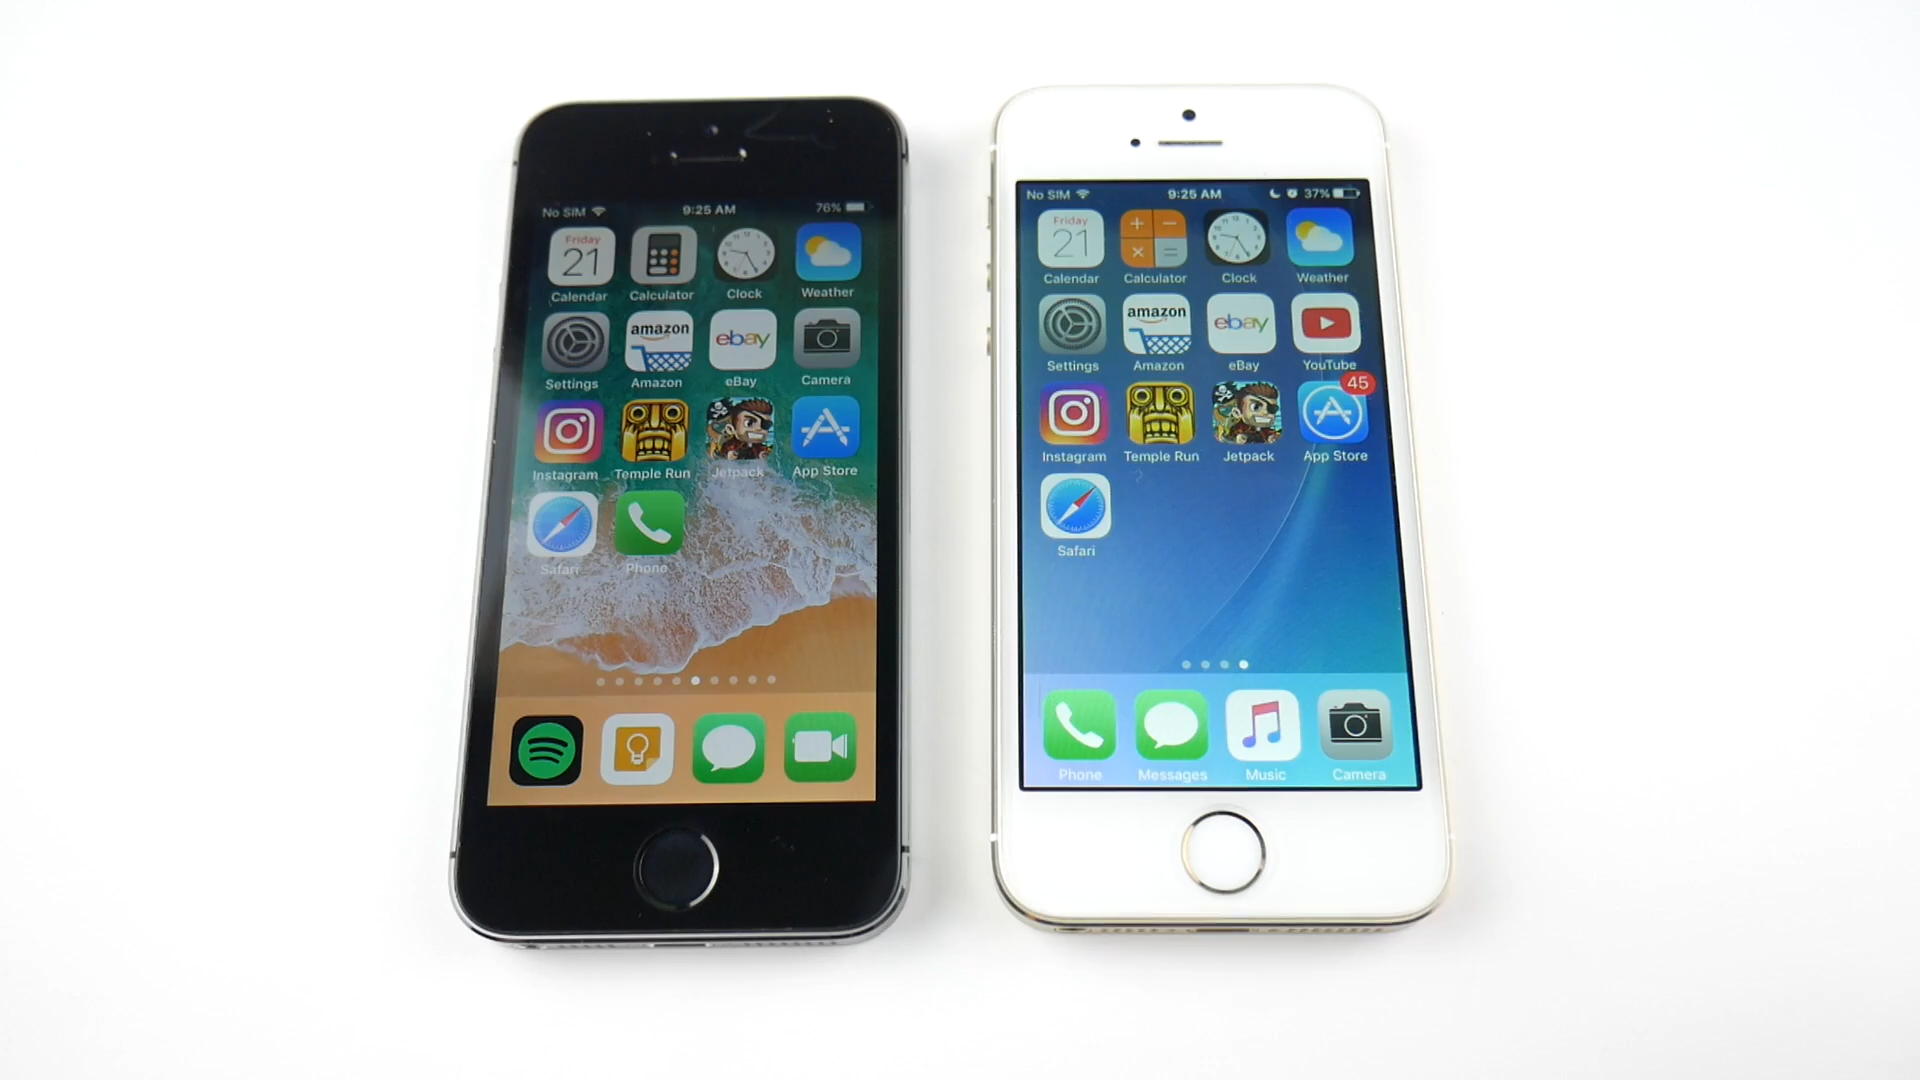 No SIM 9:25 AM 76%
Friday
21
Calendar Calculator Clock Weather
amazon ebay
Settings Amazon eBay Camera
Instagram Temple Run Jetpack App Store
Safari Phone
No SIM 9:25 AM 37%
Friday
21
Calendar Calculator Clock Weather
amazon ebay
Settings Amazon eBay YouTube
45
Instagram Temple Run Jetpack App Store
Safari
Phone Messages Music Camera